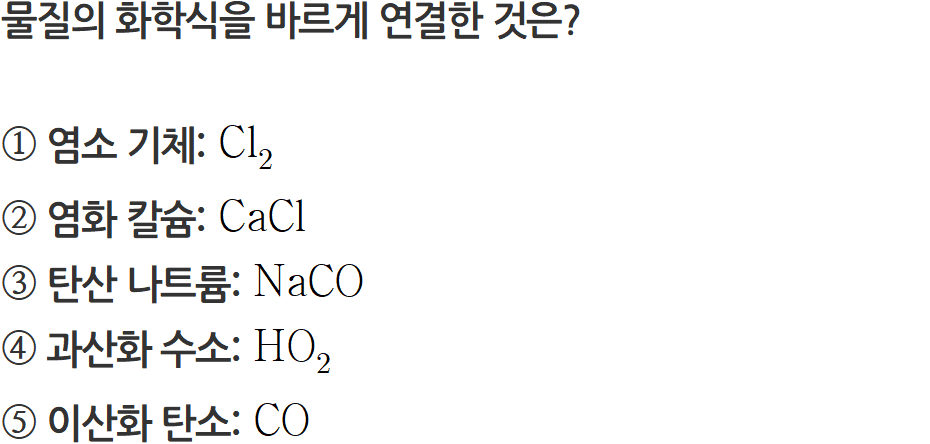 물질의 화학식을 바르게 연결한 것은?
① 염소 기체: Cl₂
② 염화 칼슘: CaCl
③ 탄산 나트륨: NaCO
④ 과산화 수소: HO₂
⑤ 이산화 탄소: CO